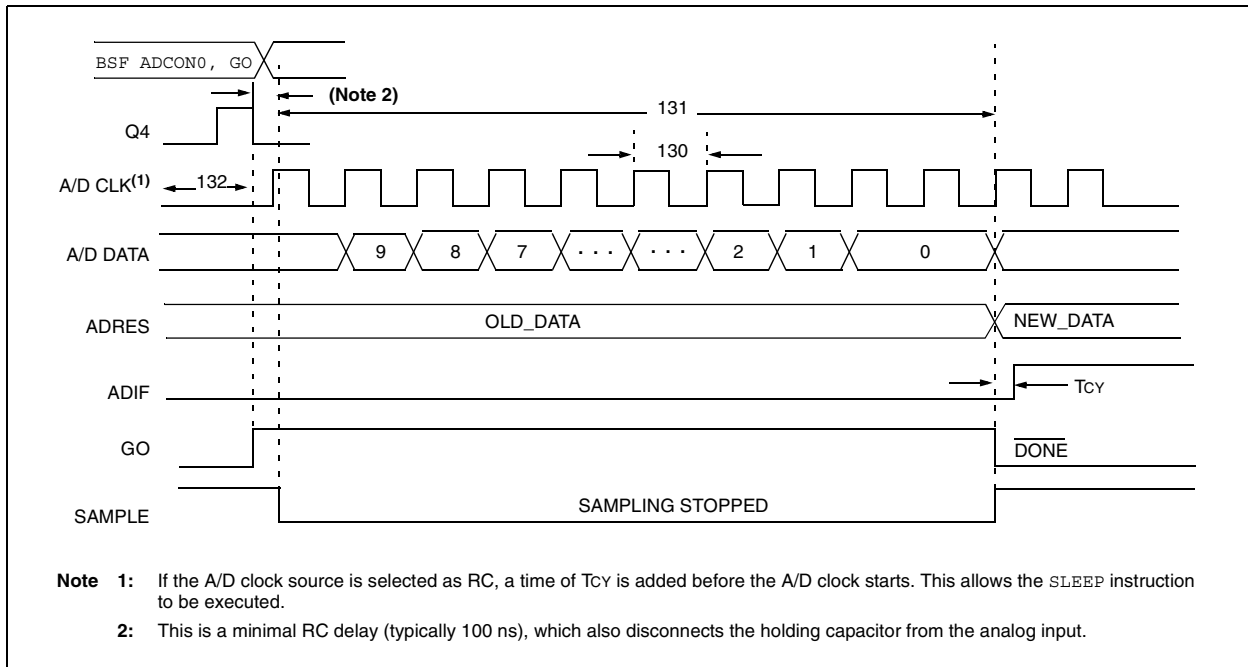 BSF ADCON0, GO
(Note 2)
131
Q4
130
A/D CLK(1)
132
A/D DATA
9 8 7 · · · · · · 2 1 0
ADRES
OLD_DATA
NEW_DATA
ADIF
TCY
GO
DONE
SAMPLING STOPPED
SAMPLE
Note 1: If the A/D clock source is selected as RC, a time of TCY is added before the A/D clock starts. This allows the SLEEP instruction
to be executed.
2: This is a minimal RC delay (typically 100 ns), which also disconnects the holding capacitor from the analog input.